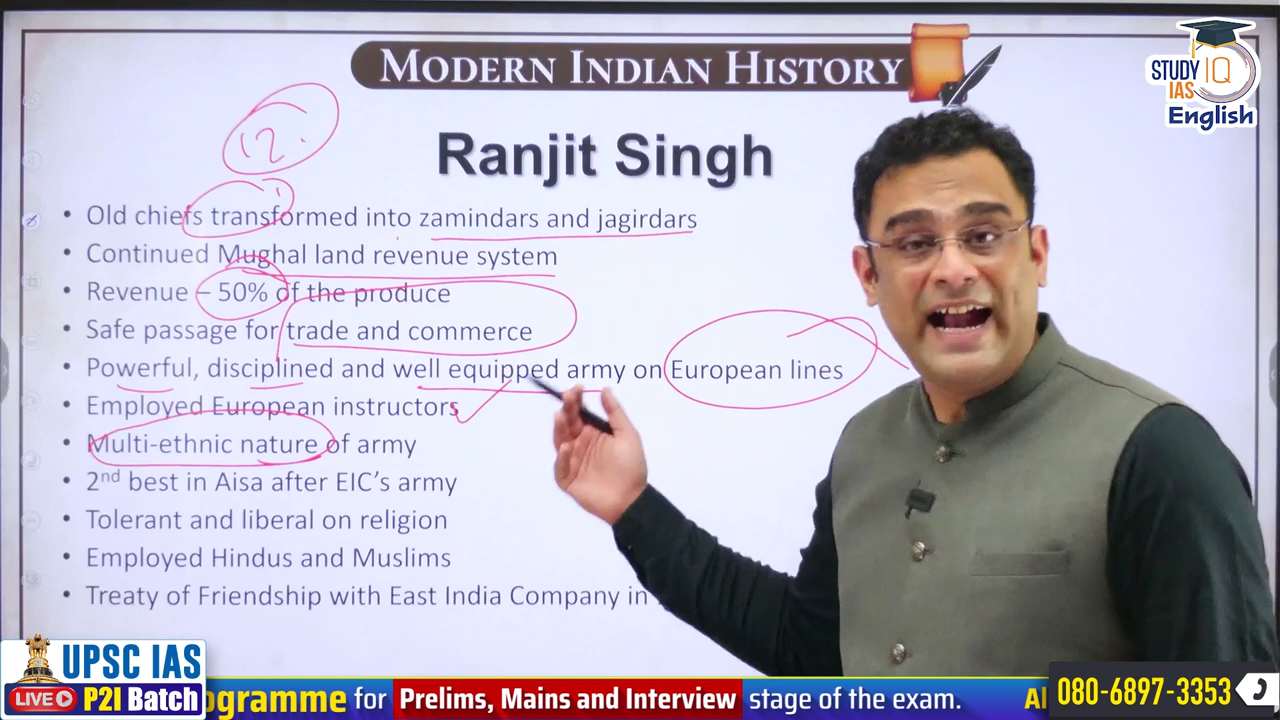 MODERN INDIAN HISTORY
STUDY IQ
IAS
English
12.
Ranjit Singh
• Old chiefs transformed into zamindars and jagirdars
• Continued Mughal land revenue system
• Revenue – 50% of the produce
• Safe passage for trade and commerce
• Powerful, disciplined and well equipped army on European lines
• Employed European instructors
• Multi-ethnic nature of army
• 2nd best in Aisa after EIC's army
• Tolerant and liberal on religion
• Employed Hindus and Muslims
• Treaty of Friendship with East India Company in
UPSC IAS
LIVE P2I Batch
ogramme for Prelims, Mains and Interview stage of the exam.
080-6897-3353